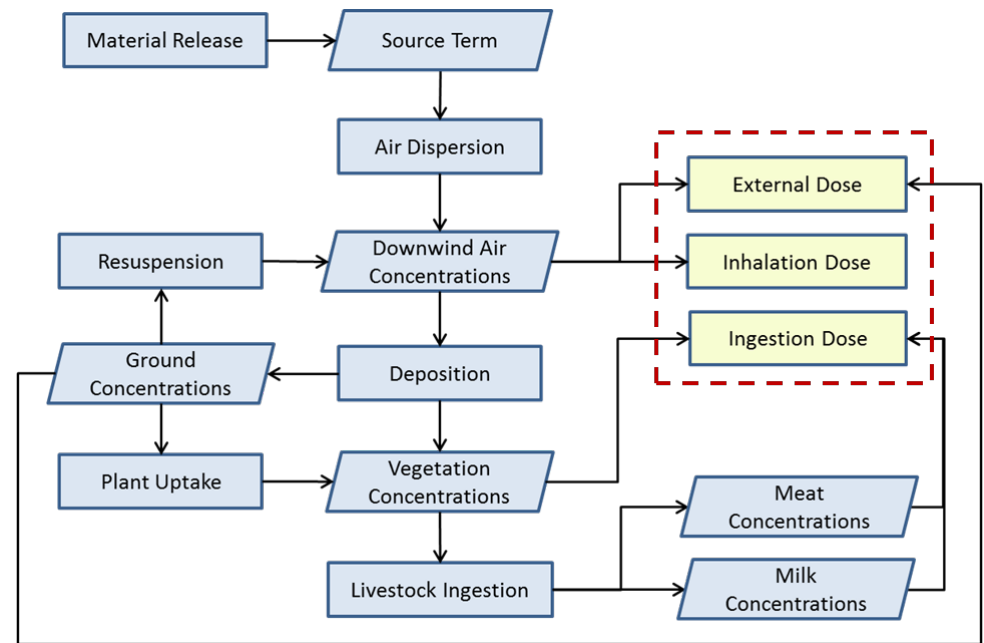 Material Release
Source Term
Air Dispersion
External Dose
Resuspension
Downwind Air
Concentrations
Inhalation Dose
Ingestion Dose
Ground
Concentrations
Deposition
Plant Uptake
Vegetation
Concentrations
Meat
Concentrations
Livestock Ingestion
Milk
Concentrations